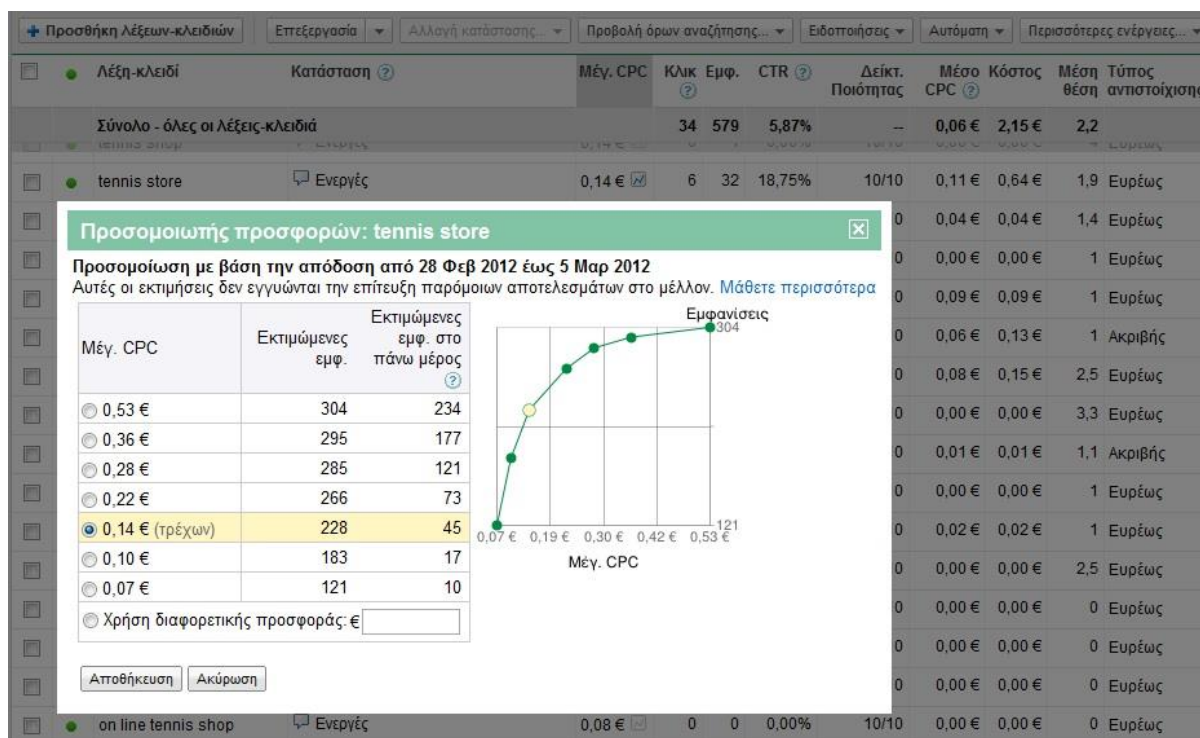 Προσθήκη λέξεων-κλειδιών Επεξεργασία Αλλαγή κατάστασης... Προβολή όρων αναζήτησης... Ειδοποιήσεις Αυτόματη Περισσότερες ενέργειες...
Λέξη-κλειδί Κατάσταση Μέγ. CPC Κλικ Εμφ. CTR Δείκτ. Ποιότητας Μέσο CPC Κόστος Μέση θέση Τύπος αντιστοίχισης
Σύνολο - όλες οι λέξεις-κλειδιά 34 579 5,87% -- 0,06 € 2,15 € 2,2
tennis store Ενεργές 0,14 € 6 32 18,75% 10/10 0,11 € 0,64 € 1,9 Ευρέως
0 0,04 € 0,04 € 1,4 Ευρέως
0 0,00 € 0,00 € 1 Ευρέως
0 0,09 € 0,09 € 1 Ευρέως
0 0,06 € 0,13 € 1 Ακριβής
0 0,08 € 0,15 € 2,5 Ευρέως
0 0,00 € 0,00 € 3,3 Ευρέως
0 0,01 € 0,01 € 1,1 Ακριβής
0 0,00 € 0,00 € 1 Ευρέως
0 0,02 € 0,02 € 1 Ευρέως
0 0,00 € 0,00 € 2,5 Ευρέως
0 0,00 € 0,00 € 0 Ευρέως
0 0,00 € 0,00 € 0 Ευρέως
0 0,00 € 0,00 € 0 Ευρέως
Προσομοιωτής προσφορών: tennis store
Προσομοίωση με βάση την απόδοση από 28 Φεβ 2012 έως 5 Μαρ 2012
Αυτές οι εκτιμήσεις δεν εγγυώνται την επίτευξη παρόμοιων αποτελεσμάτων στο μέλλον. Μάθετε περισσότερα
Μέγ. CPC Εκτιμώμενες εμφ. Εκτιμώμενες εμφ. στο πάνω μέρος
0,53 € 304 234
0,36 € 295 177
0,28 € 285 121
0,22 € 266 73
0,14 € (τρέχων) 228 45
0,10 € 183 17
0,07 € 121 10
Χρήση διαφορετικής προσφοράς: €
Εμφανίσεις
304
121
0,07 € 0,19 € 0,30 € 0,42 € 0,53 €
Μέγ. CPC
Αποθήκευση Ακύρωση
on line tennis shop Ενεργές 0,08 € 0 0 0,00% 10/10 0,00 € 0,00 € 0 Ευρέως